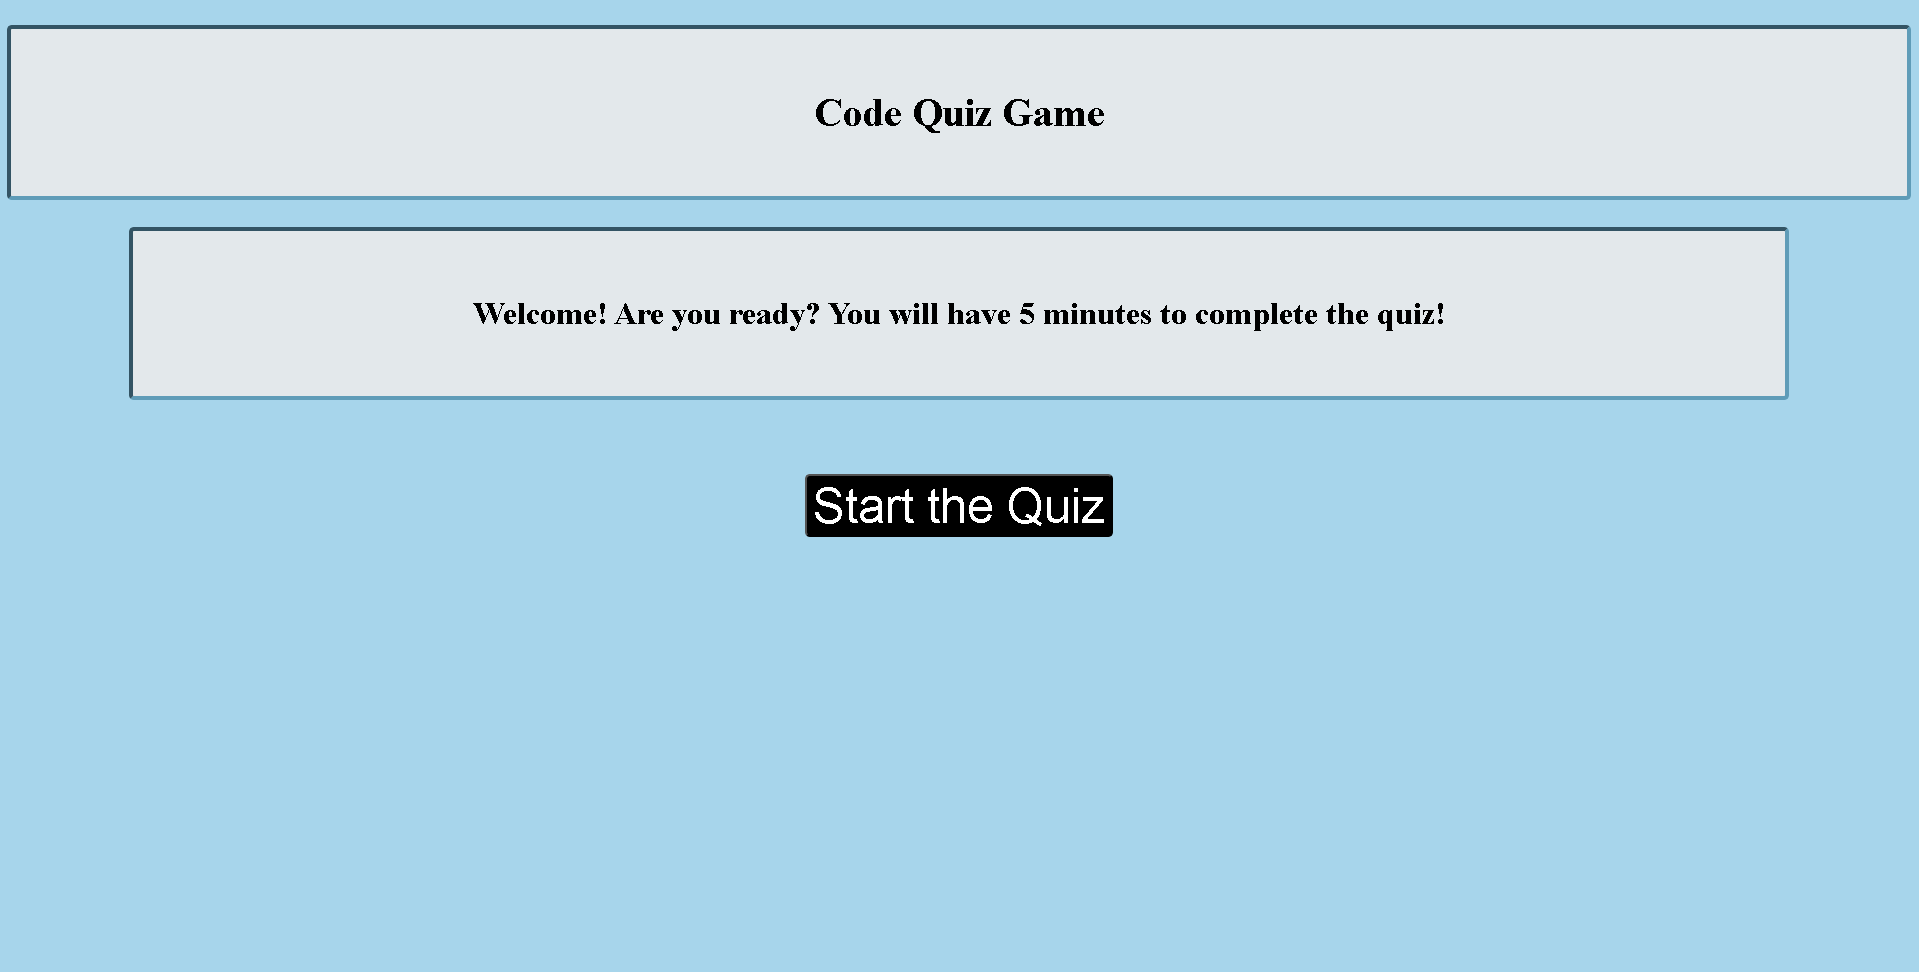 Code Quiz Game
Welcome! Are you ready? You will have 5 minutes to complete the quiz!
Start the Quiz